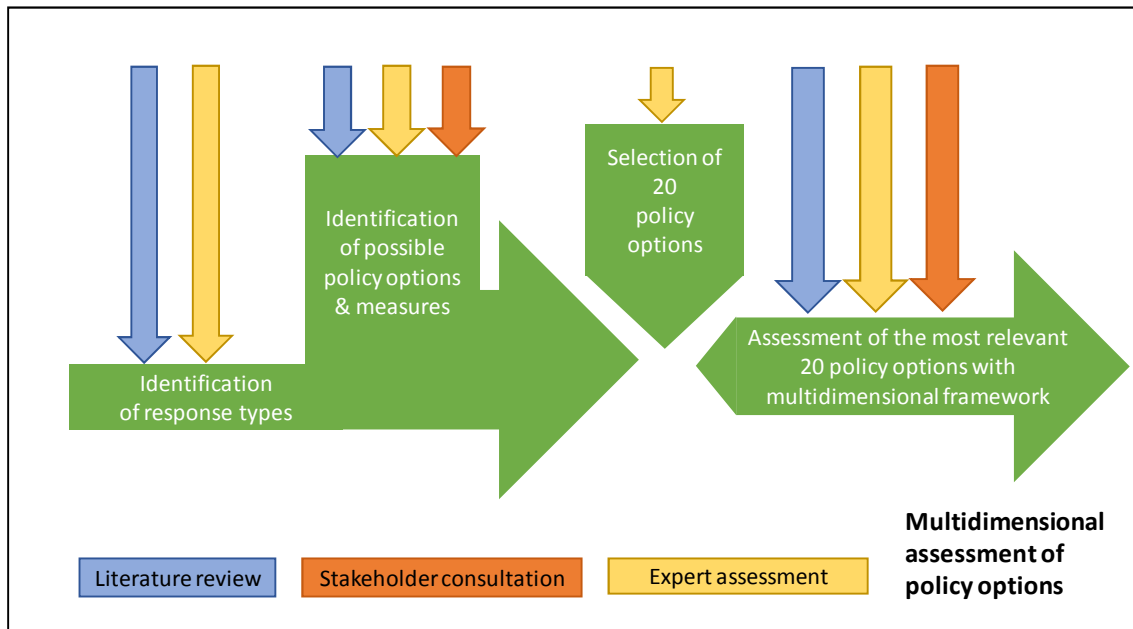 Identification
of possible
policy options
& measures
Selection of
20
policy
options
Identification
of response types
Assessment of the most relevant
20 policy options with
multidimensional framework
Literature review
Stakeholder consultation
Expert assessment
Multidimensional
assessment of
policy options